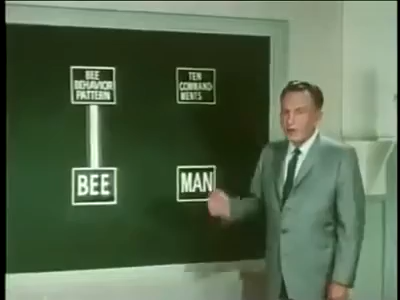 BEE
BEHAVIOR
PATTERN
TEN
COMMAND-
MENTS
BEE
MAN